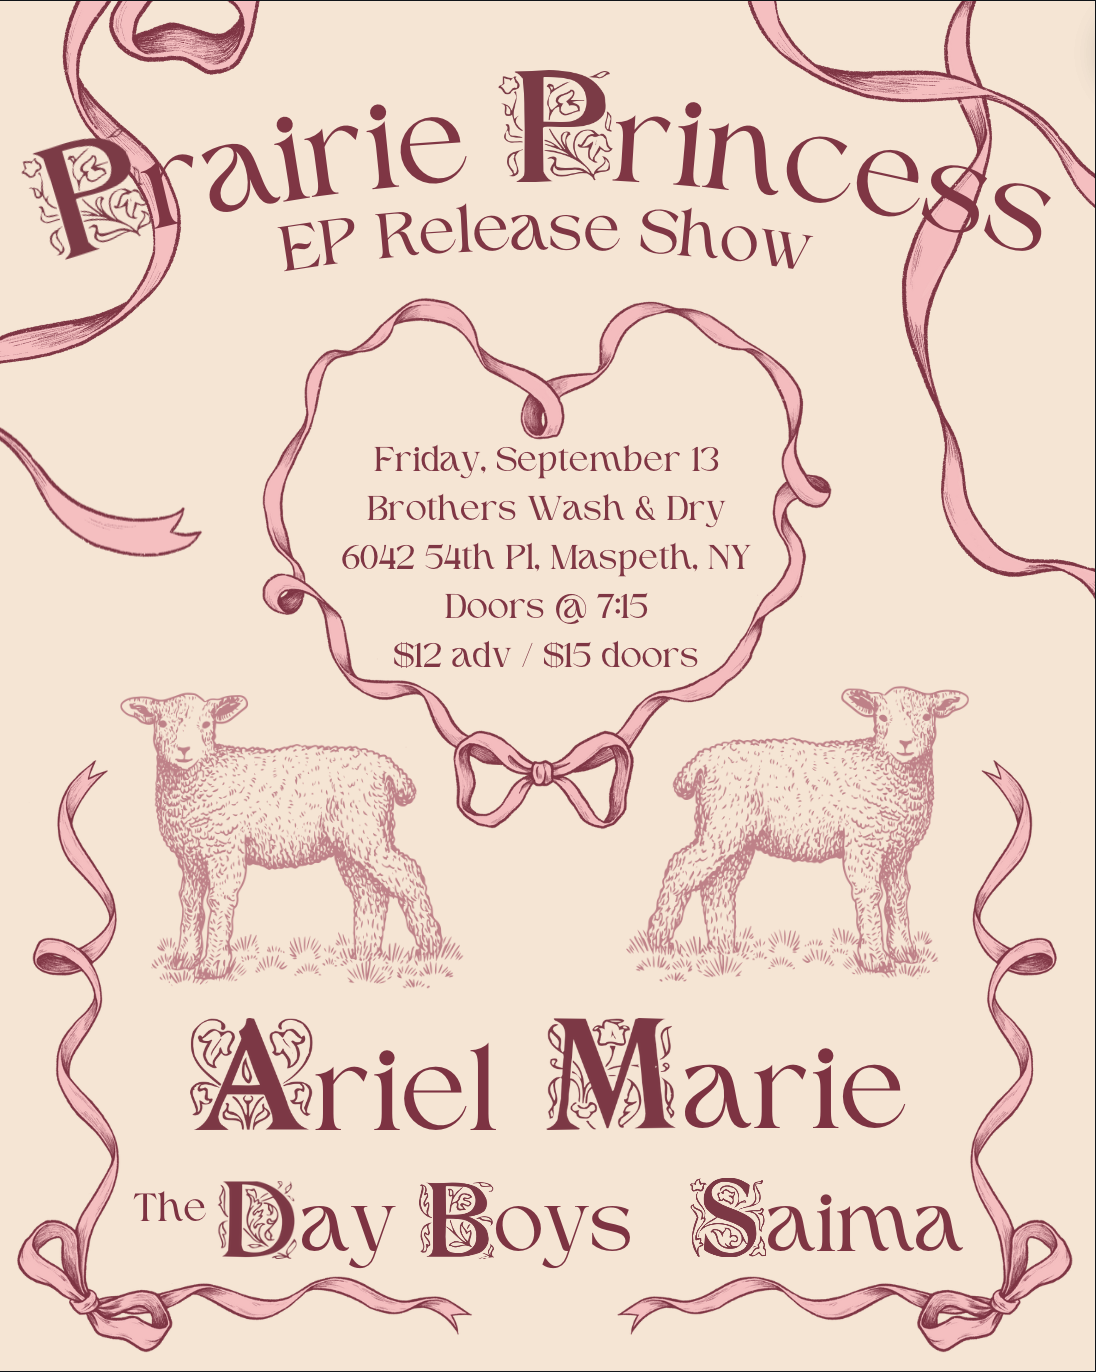 Prairie Princess
EP Release Show
Friday, September 13
Brothers Wash & Dry
6042 54th Pl, Maspeth, NY
Doors @ 7:15
$12 adv / $15 doors
Ariel Marie
The Day Boys Saima